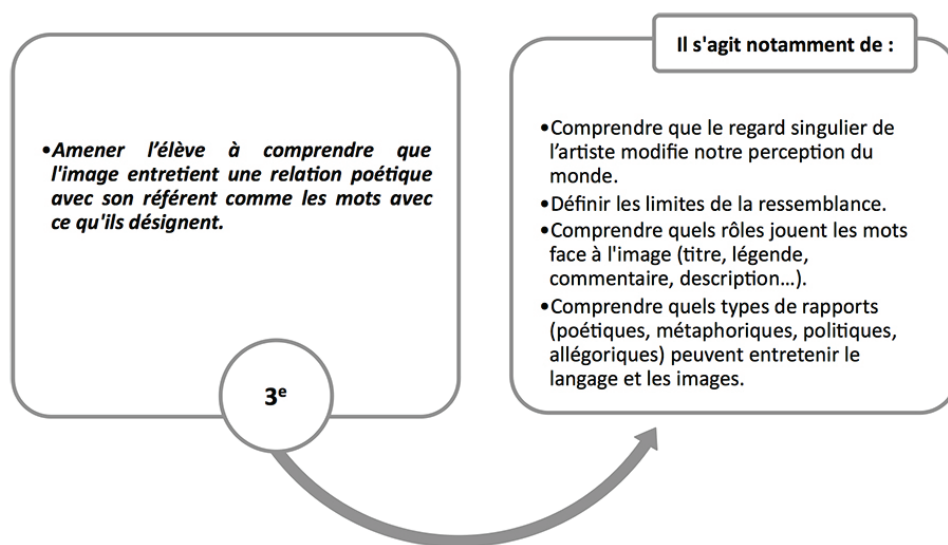 •Amener l’élève à comprendre que
l'image entretient une relation poétique
avec son référent comme les mots avec
ce qu'ils désignent.
3e
Il s'agit notamment de :
•Comprendre que le regard singulier de
l’artiste modifie notre perception du
monde.
•Définir les limites de la ressemblance.
•Comprendre quels rôles jouent les mots
face à l'image (titre, légende,
commentaire, description…).
•Comprendre quels types de rapports
(poétiques, métaphoriques, politiques,
allégoriques) peuvent entretenir le
langage et les images.